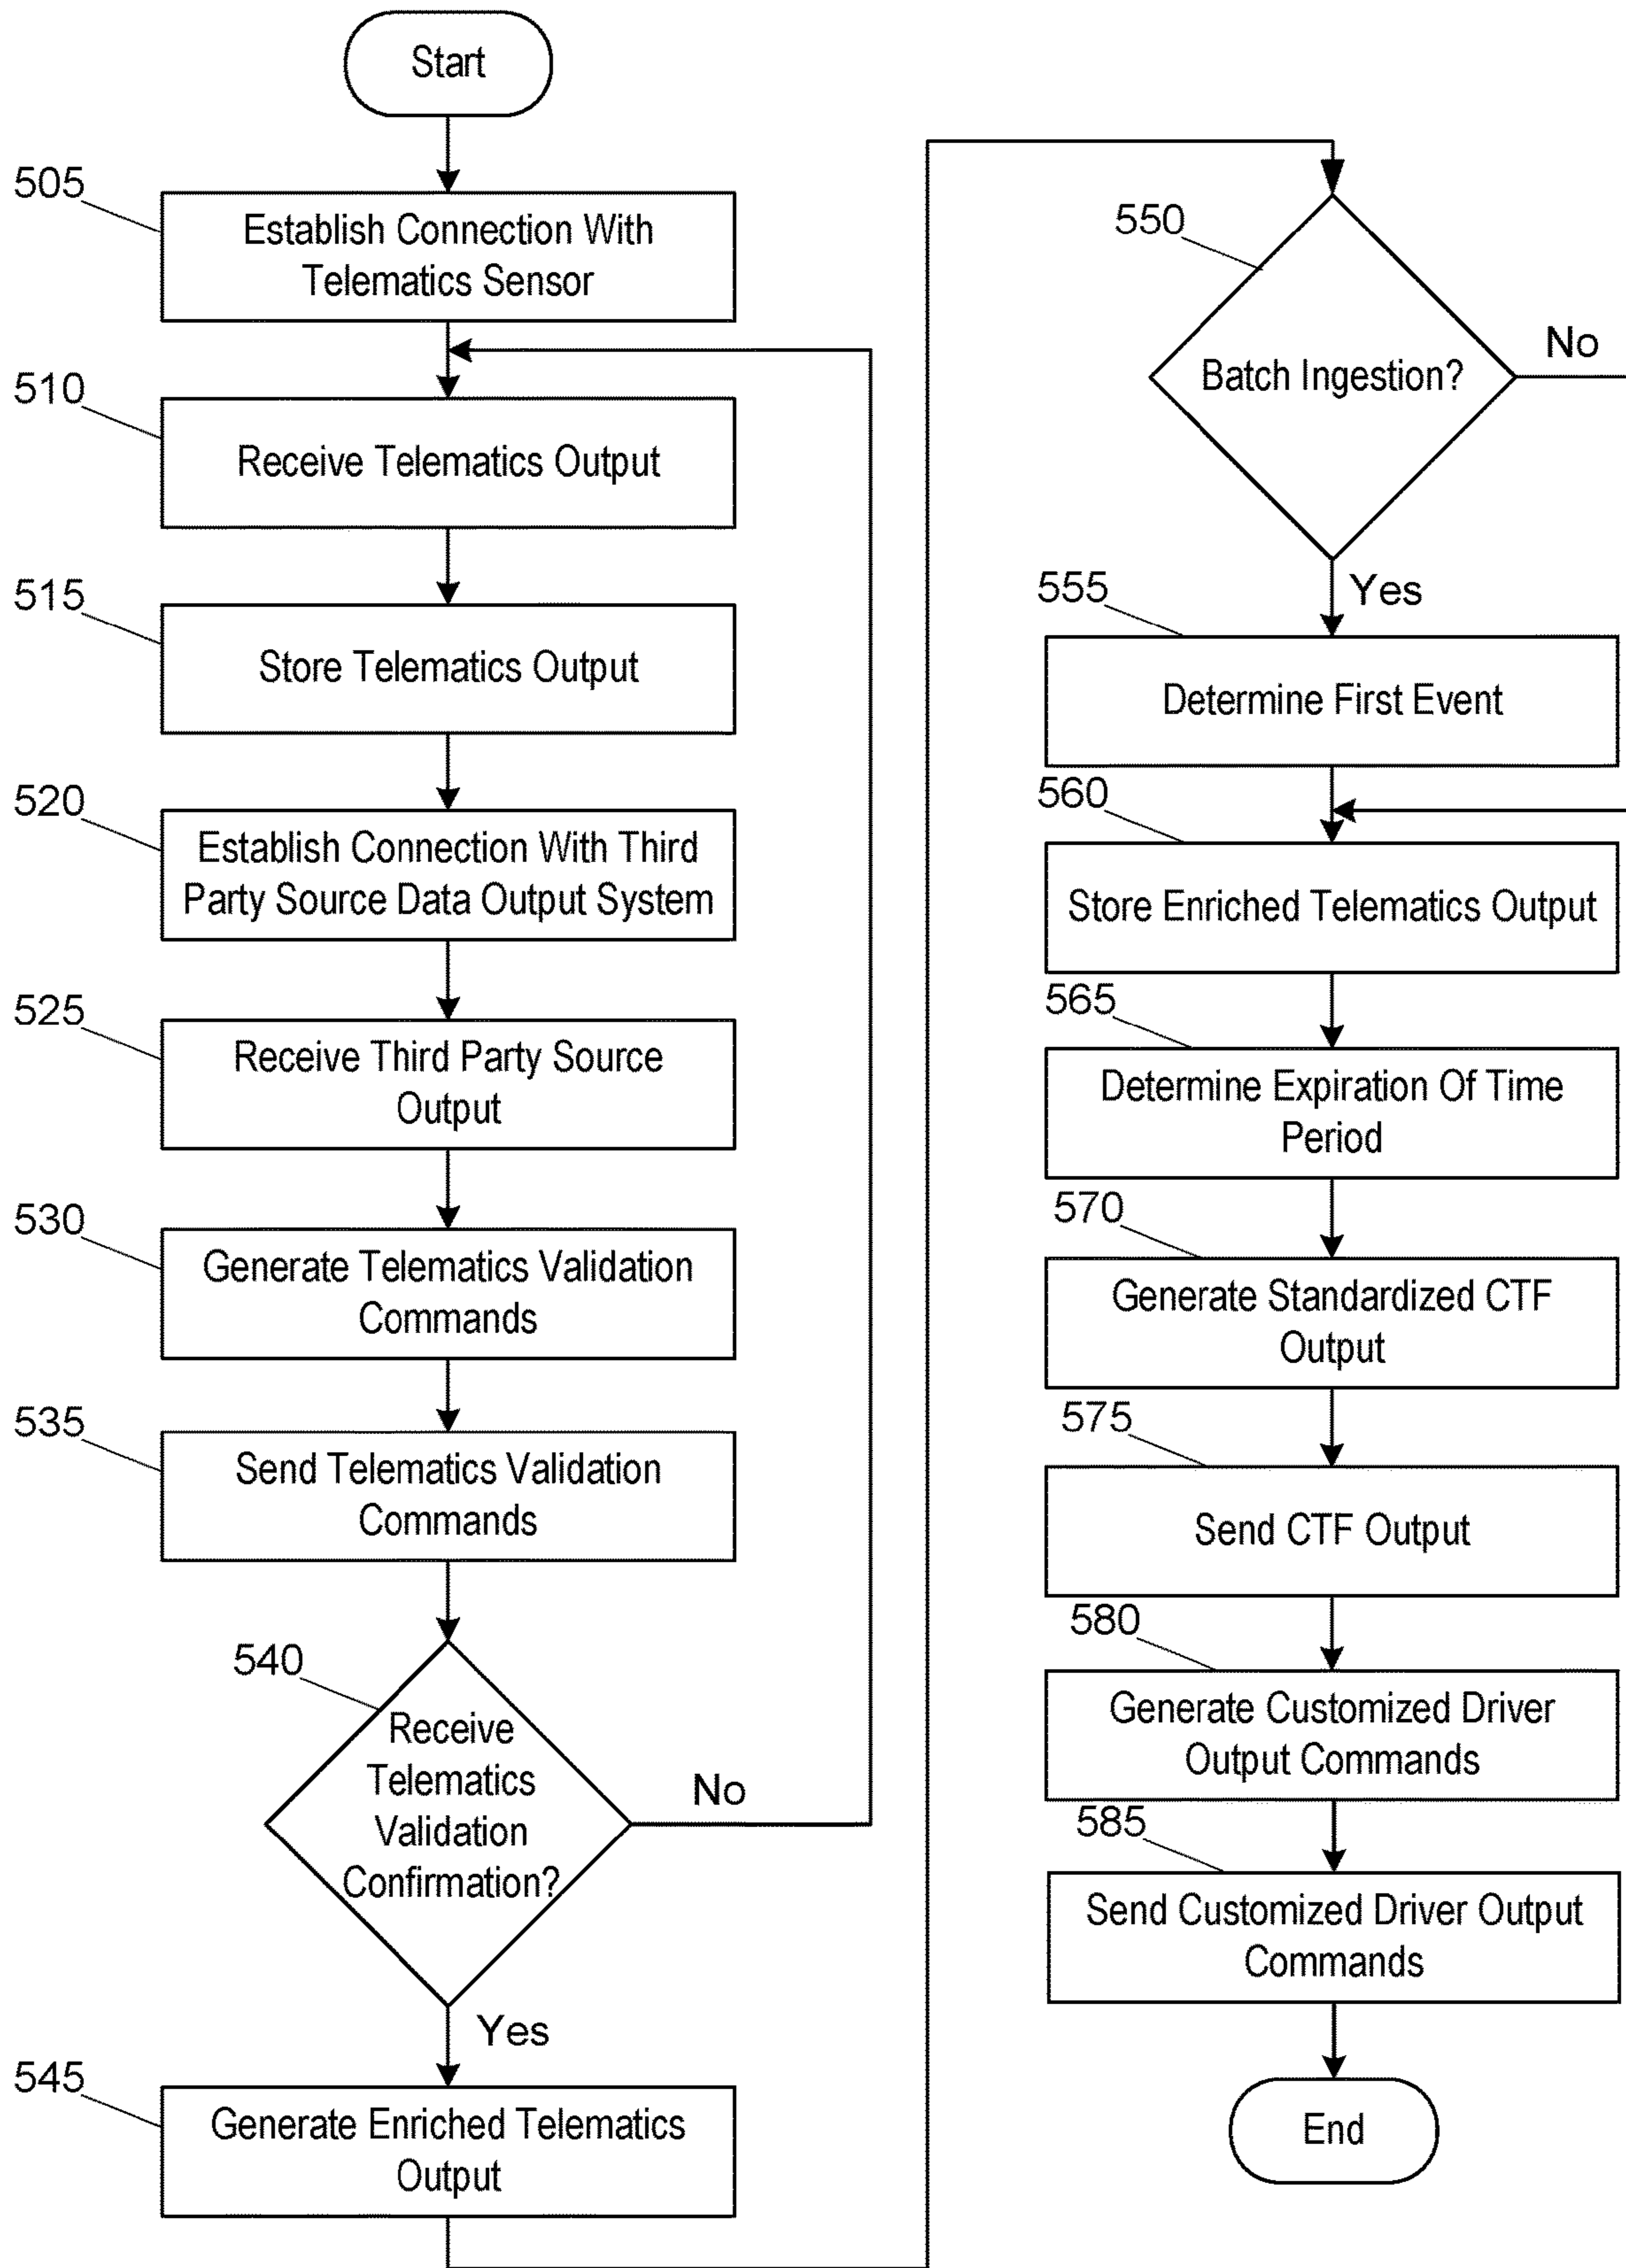 Start
505
Establish Connection With
Telematics Sensor
510
Receive Telematics Output
515
Store Telematics Output
520
Establish Connection With Third
Party Source Data Output System
525
Receive Third Party Source
Output
530
Generate Telematics Validation
Commands
535
Send Telematics Validation
Commands
540
Receive
Telematics
Validation
Confirmation?
No
Yes
545
Generate Enriched Telematics
Output
550
Batch Ingestion?
No
Yes
555
Determine First Event
560
Store Enriched Telematics Output
565
Determine Expiration Of Time
Period
570
Generate Standardized CTF
Output
575
Send CTF Output
580
Generate Customized Driver
Output Commands
585
Send Customized Driver Output
Commands
End